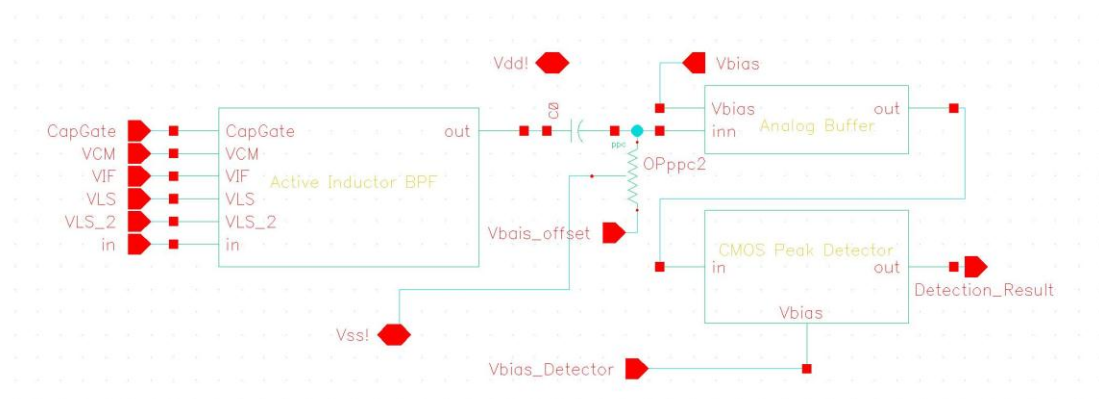 Vdd!
Vbias
C0
CapGate
VCM
VIF
VLS
VLS_2
in
CapGate
VCM
VIF
VLS
VLS_2
in
out
Active Inductor BPF
ppc
OPppc2
Vbias
inn
out
Analog Buffer
Vbais_offset
CMOS Peak Detector
in
out
Vbias
Detection_Result
Vss!
Vbias_Detector